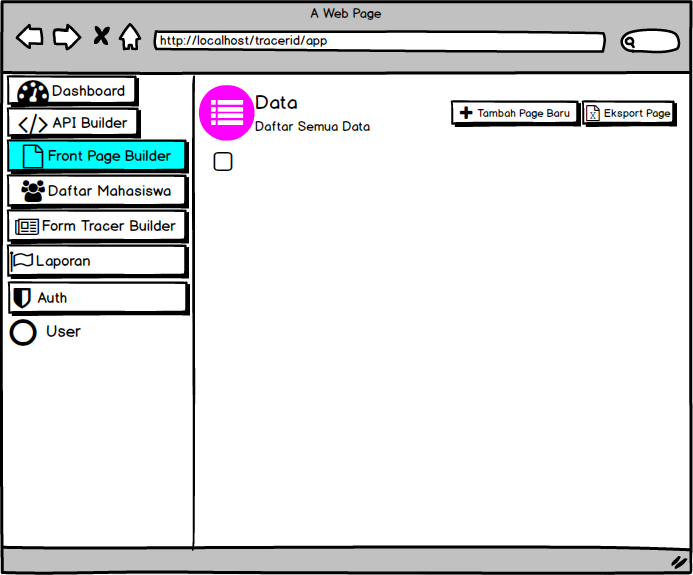 A Web Page
http://localhost/tracerid/app
Dashboard
API Builder
Front Page Builder
Daftar Mahasiswa
Form Tracer Builder
Laporan
Auth
User
Data
Daftar Semua Data
Tambah Page Baru
Eksport Page